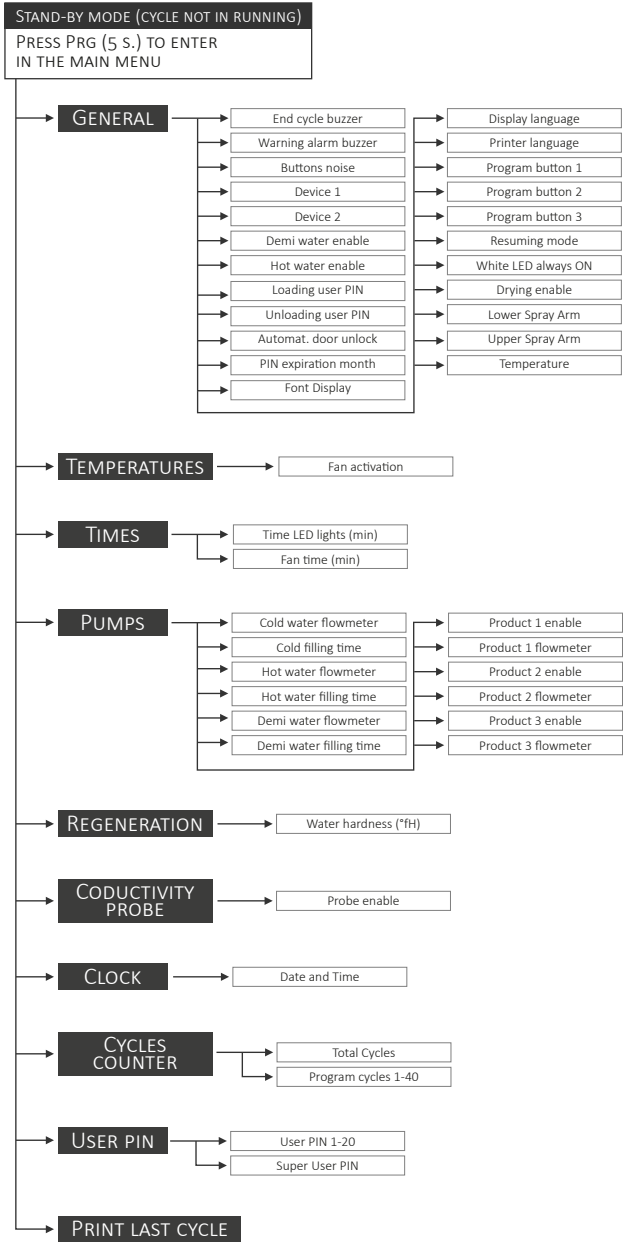 STAND-BY MODE (CYCLE NOT IN RUNNING)
PRESS PRG (5 S.) TO ENTER
IN THE MAIN MENU
GENERAL
End cycle buzzer
Warning alarm buzzer
Buttons noise
Device 1
Device 2
Demi water enable
Hot water enable
Loading user PIN
Unloading user PIN
Automat. door unlock
PIN expiration month
Font Display
Display language
Printer language
Program button 1
Program button 2
Program button 3
Resuming mode
White LED always ON
Drying enable
Lower Spray Arm
Upper Spray Arm
Temperature
TEMPERATURES
Fan activation
TIMES
Time LED lights (min)
Fan time (min)
PUMPS
Cold water flowmeter
Cold filling time
Hot water flowmeter
Hot water filling time
Demi water flowmeter
Demi water filling time
Product 1 enable
Product 1 flowmeter
Product 2 enable
Product 2 flowmeter
Product 3 enable
Product 3 flowmeter
REGENERATION
Water hardness (°fH)
CODUCTIVITY
PROBE
Probe enable
CLOCK
Date and Time
CYCLES
COUNTER
Total Cycles
Program cycles 1-40
USER PIN
User PIN 1-20
Super User PIN
PRINT LAST CYCLE